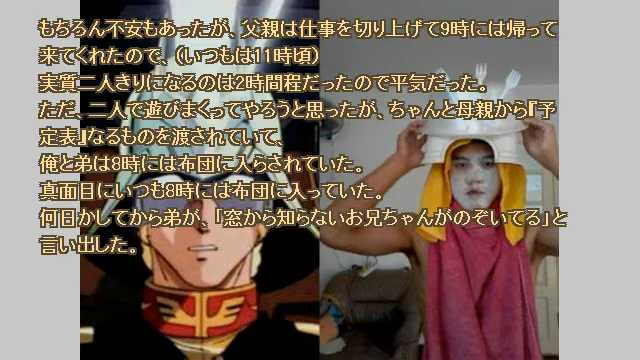 もちろん不安もあったが、父親は仕事を切り上げて9時には帰って
来てくれたので、(いつもは11時頃)
実質二人きりになるのは2時間程だったので平気だった。
ただ、二人で遊びまくってやろうと思ったが、ちゃんと母親から『予
定表』なるものを渡されていて、
俺と弟は8時には布団に入らされていた。
真面目にいつも8時には布団に入っていた。
何日かしてから弟が、「窓から知らないお兄ちゃんがのぞいてる」と
言い出した。